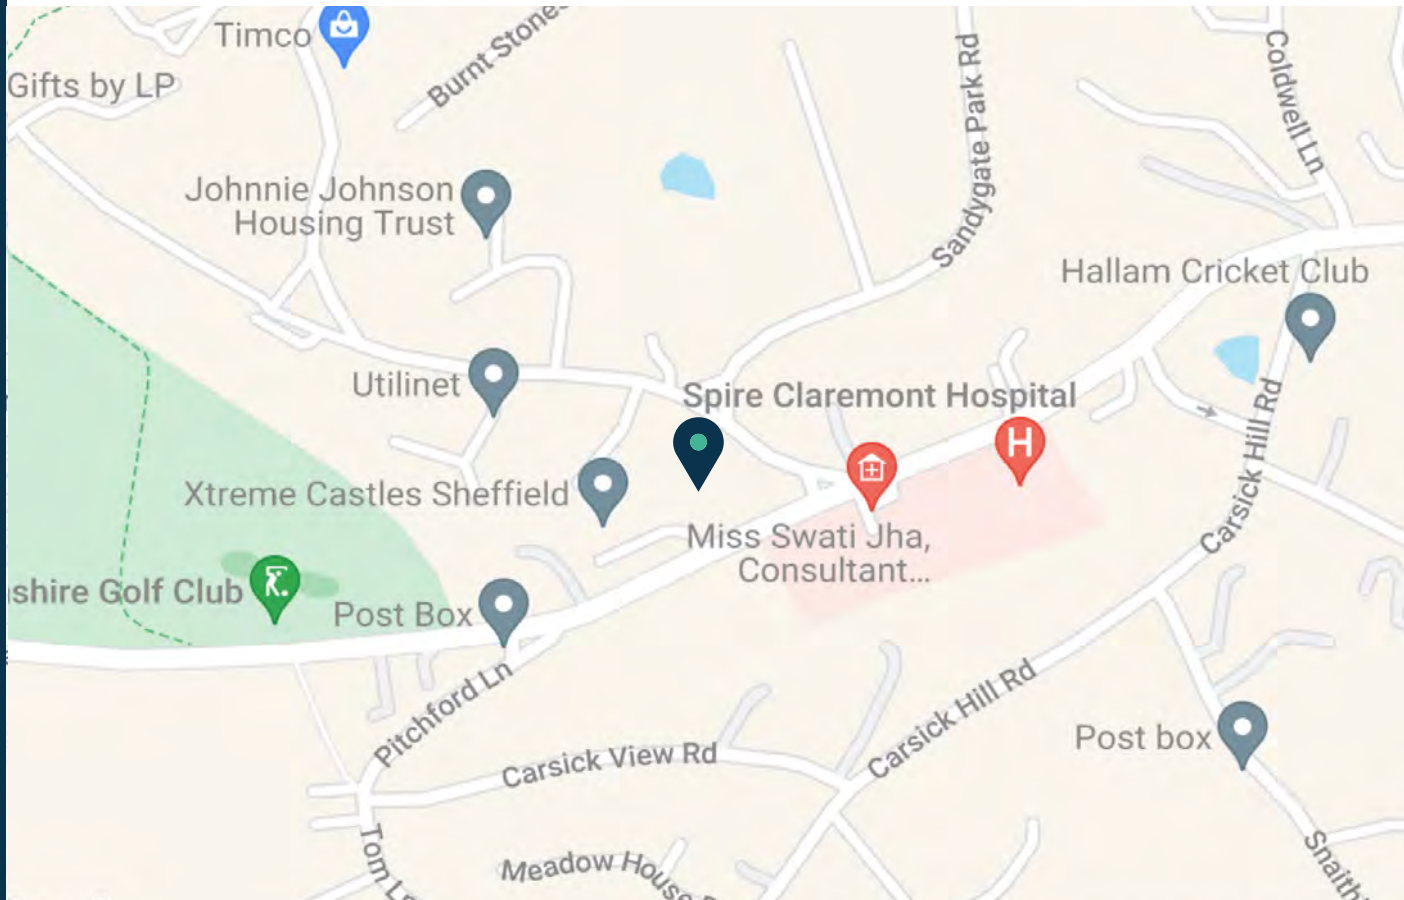 Timco
Burnt Stones
Gifts by LP
Sandygate Park Rd
Coldwell Ln
Johnnie Johnson
Housing Trust
Hallam Cricket Club
Utilinet
Spire Claremont Hospital
H
Carsick Hill Rd
Xtreme Castles Sheffield
Miss Swati Jha,
Consultant...
shire Golf Club
Post Box
Pitchford Ln
Carsick View Rd
Carsick Hill Rd
Post box
Tom Ln
Meadow House
Snaith